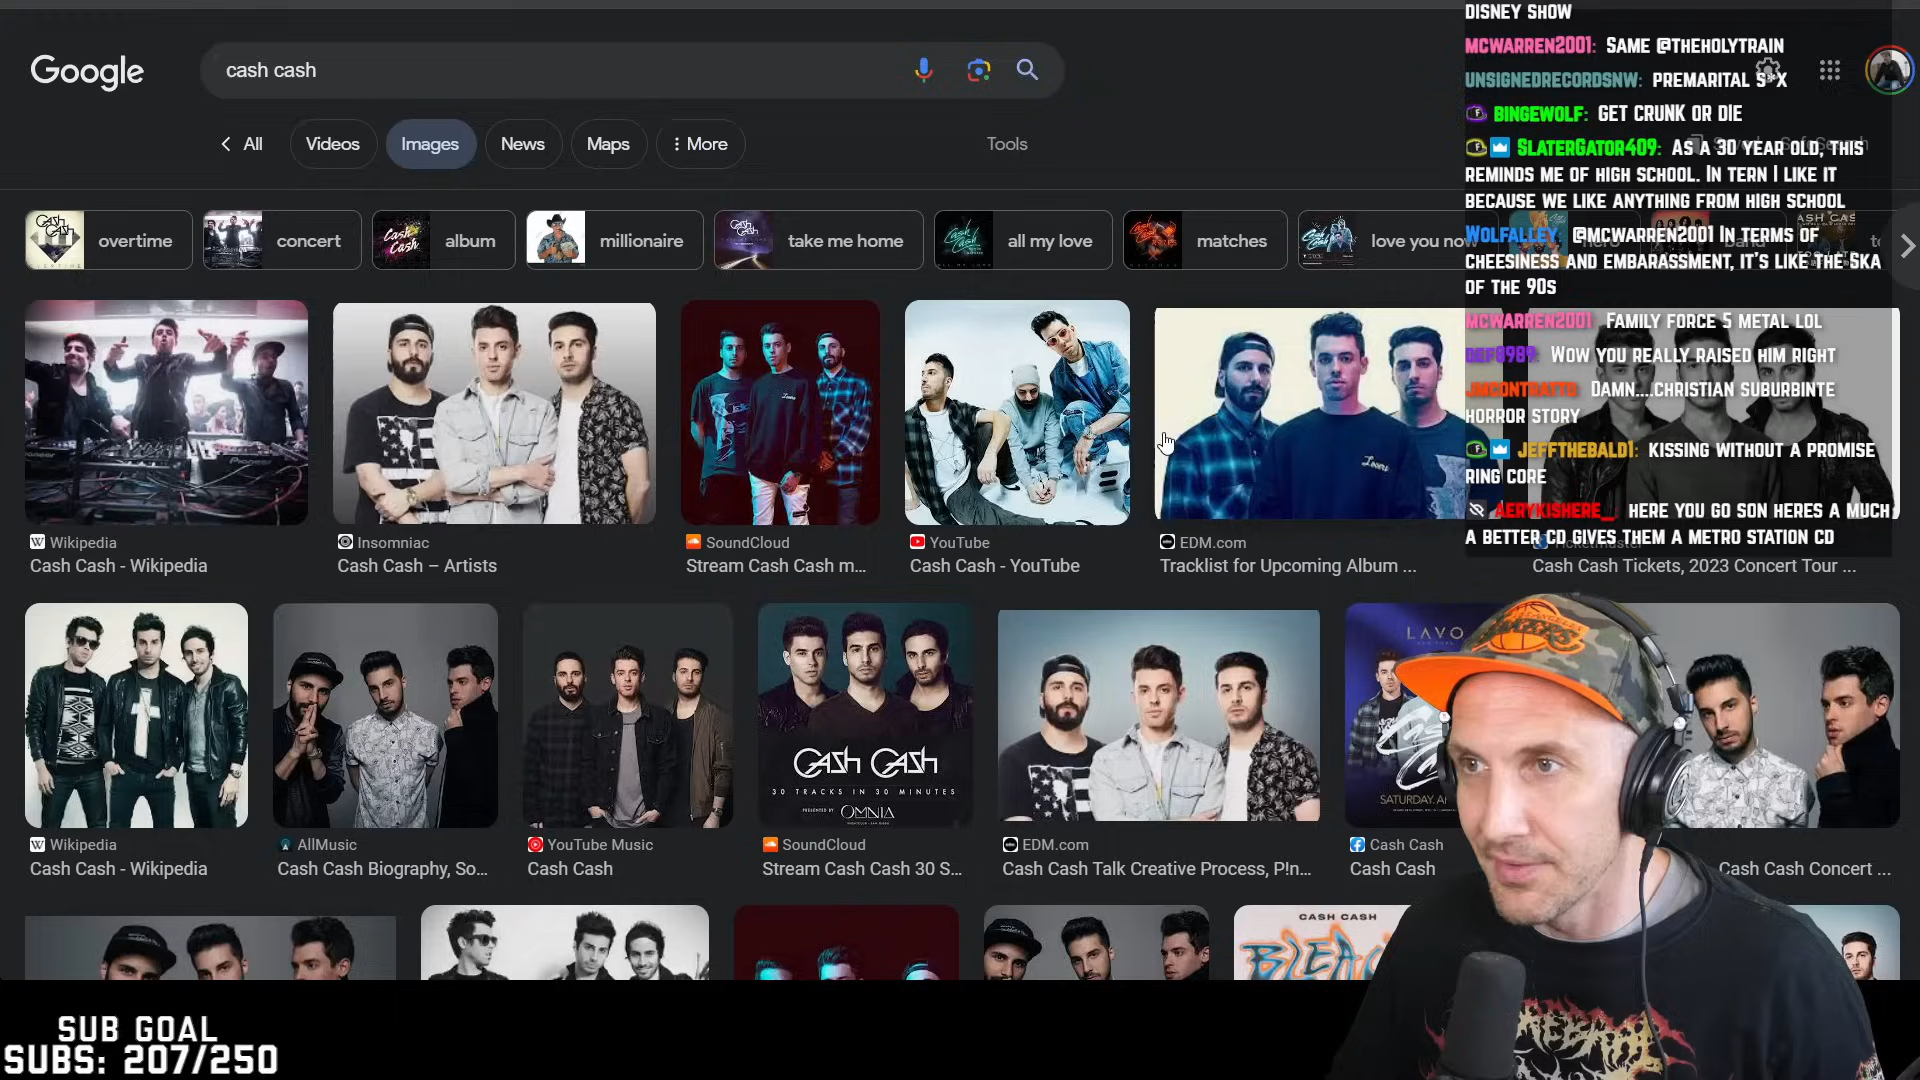 Google
cash cash
All
Videos
Images
News
Maps
More
Tools
overtime
concert
album
millionaire
take me home
all my love
matches
love you now
DISNEY SHOW
MCWARREN2001: SAME @THEHOLYTRAIN
UNSIGNEDRECORDSNW: PREMARITAL S*X
BINGEWOLF: GET CRUNK OR DIE
SLATERGATOR409: AS A 30 YEAR OLD, THIS
REMINDS ME OF HIGH SCHOOL. IN TERN I LIKE IT
BECAUSE WE LIKE ANYTHING FROM HIGH SCHOOL
WOLFALLEY: @MCWARREN2001 IN TERMS OF
CHEESINESS AND EMBARASSMENT, IT'S LIKE THE SKA
OF THE 90S
MCWARREN2001 FAMILY FORCE 5 METAL LOL
WOW YOU REALLY RAISED HIM RIGHT
JMCONTRATTO: DAMN....CHRISTIAN SUBURBINTE
HORROR STORY
JEFFTHEBALD1: KISSING WITHOUT A PROMISE
RING CORE
AERYKISHERE_: HERE YOU GO SON HERES A MUCH
A BETTER CD GIVES THEM A METRO STATION CD
Wikipedia
Cash Cash - Wikipedia
Insomniac
Cash Cash – Artists
SoundCloud
Stream Cash Cash m...
YouTube
Cash Cash - YouTube
EDM.com
Tracklist for Upcoming Album ...
Ticketmaster
Cash Cash Tickets, 2023 Concert Tour ...
CASH CASH
30 TRACKS IN 30 MINUTES
PRESENTED BY OMNIA
LAVO
SATURDAY, A
Wikipedia
Cash Cash - Wikipedia
AllMusic
Cash Cash Biography, So...
YouTube Music
Cash Cash
SoundCloud
Stream Cash Cash 30 S...
EDM.com
Cash Cash Talk Creative Process, P!n...
Cash Cash
Cash Cash
Cash Cash Concert ...
CASH CASH
SUB GOAL
SUBS: 207/250